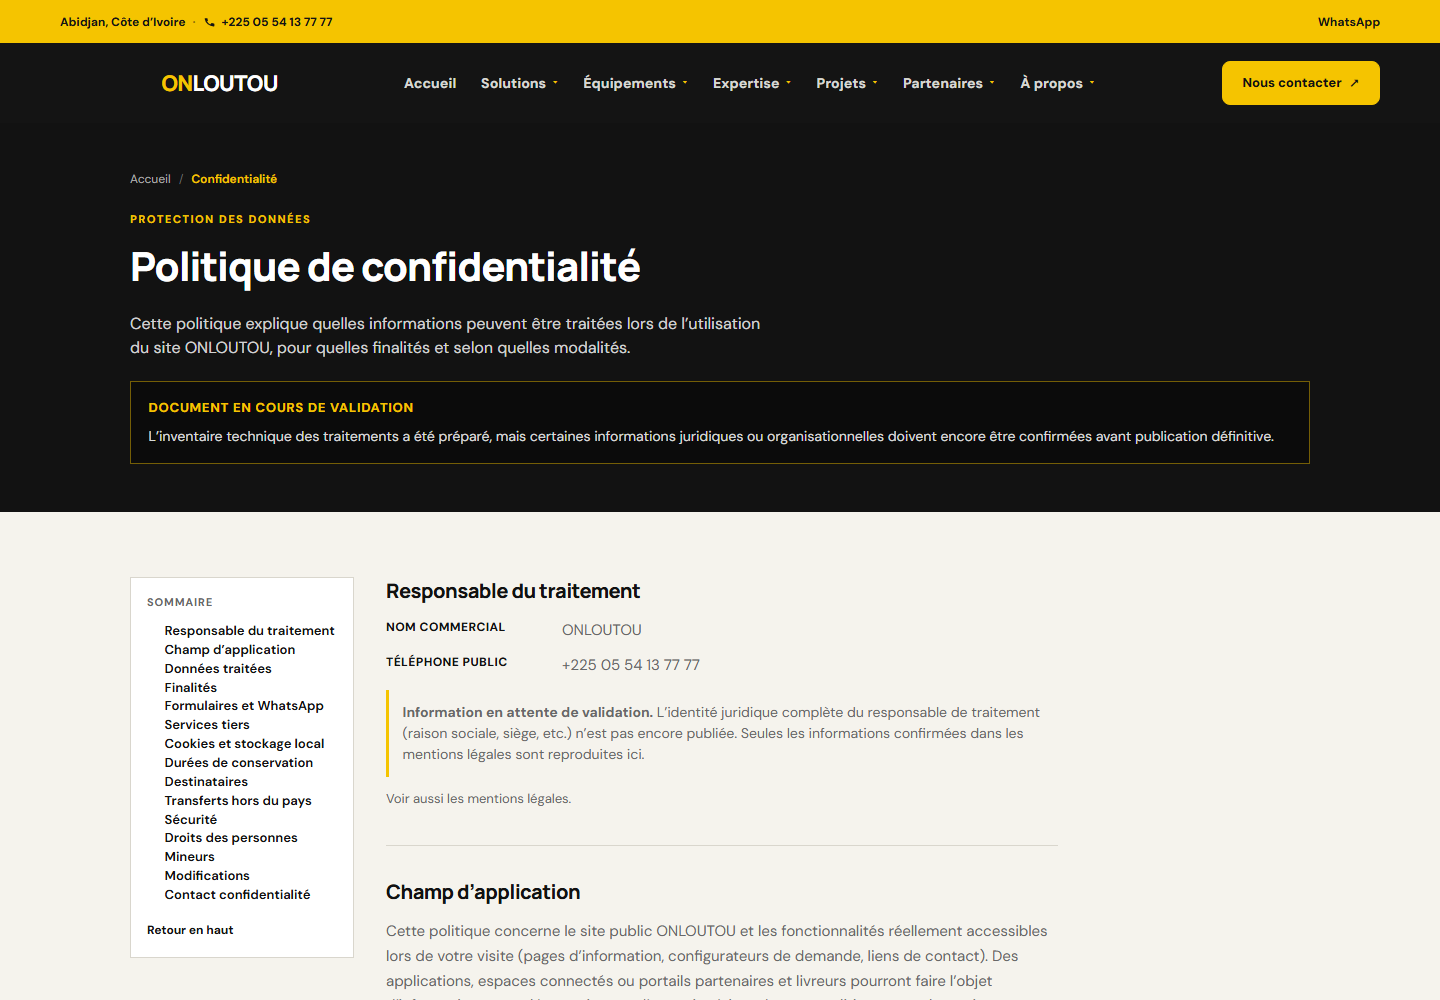 Abidjan, Côte d’Ivoire · +225 05 54 13 77 77
WhatsApp
ONLOUTOU
Accueil Solutions Équipements Expertise Projets Partenaires À propos
Nous contacter ↗
Accueil / Confidentialité
PROTECTION DES DONNÉES
Politique de confidentialité
Cette politique explique quelles informations peuvent être traitées lors de l’utilisation
du site ONLOUTOU, pour quelles finalités et selon quelles modalités.
DOCUMENT EN COURS DE VALIDATION
L’inventaire technique des traitements a été préparé, mais certaines informations juridiques ou organisationnelles doivent encore être confirmées avant publication définitive.
SOMMAIRE
Responsable du traitement
Champ d’application
Données traitées
Finalités
Formulaires et WhatsApp
Services tiers
Cookies et stockage local
Durées de conservation
Destinataires
Transferts hors du pays
Sécurité
Droits des personnes
Mineurs
Modifications
Contact confidentialité
Retour en haut
Responsable du traitement
NOM COMMERCIAL ONLOUTOU
TÉLÉPHONE PUBLIC +225 05 54 13 77 77
Information en attente de validation. L’identité juridique complète du responsable de traitement
(raison sociale, siège, etc.) n’est pas encore publiée. Seules les informations confirmées dans les
mentions légales sont reproduites ici.
Voir aussi les mentions légales.
Champ d’application
Cette politique concerne le site public ONLOUTOU et les fonctionnalités réellement accessibles
lors de votre visite (pages d’information, configurateurs de demande, liens de contact). Des
applications, espaces connectés ou portails partenaires et livreurs pourront faire l’objet